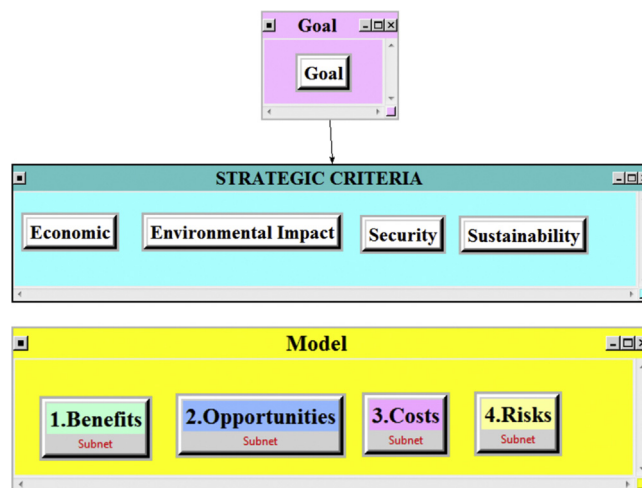 Goal
Goal
STRATEGIC CRITERIA
Economic
Environmental Impact
Security
Sustainability
Model
1.Benefits
Subnet
2.Opportunities
Subnet
3.Costs
Subnet
4.Risks
Subnet